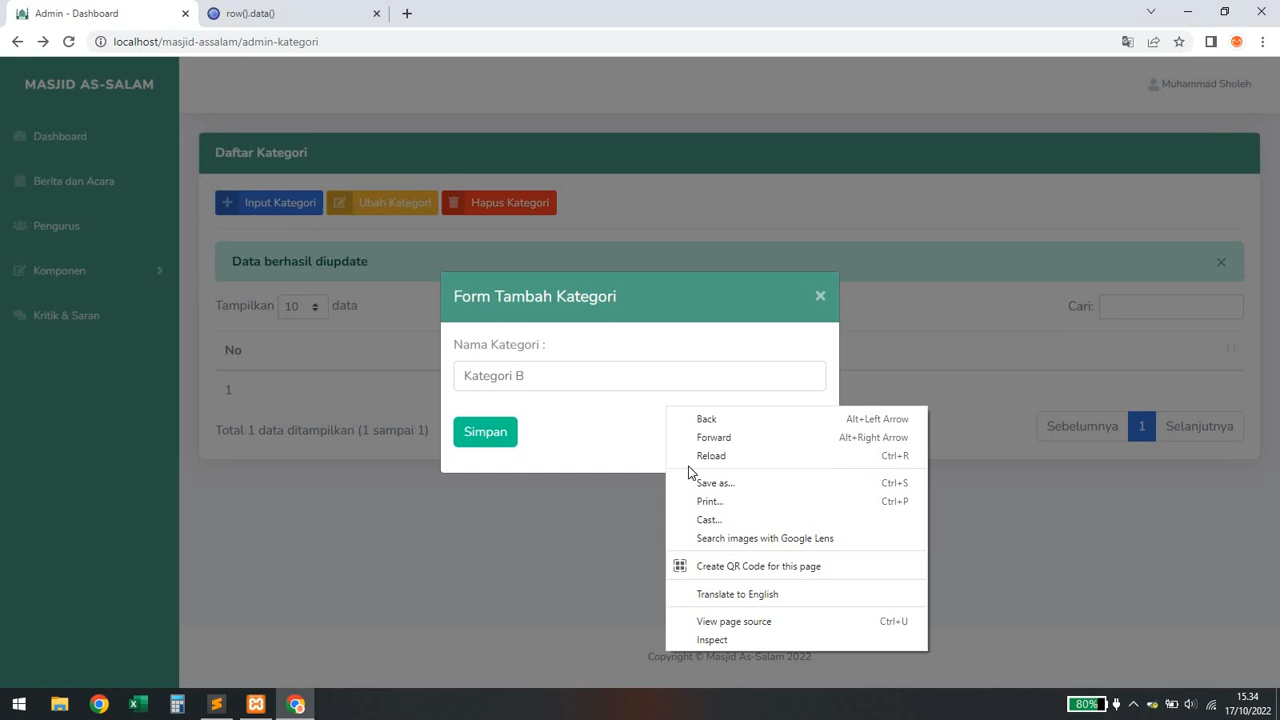 Admin - Dashboard
row().data()
localhost/masjid-assalam/admin-kategori
MASJID AS-SALAM
Muhammad Sholeh
Dashboard
Berita dan Acara
Pengurus
Komponen
Kritik & Saran
Daftar Kategori
Input Kategori
Ubah Kategori
Hapus Kategori
Data berhasil diupdate
Tampilkan 10 data
Cari:
No
1
Total 1 data ditampilkan (1 sampai 1)
Sebelumnya 1 Selanjutnya
Form Tambah Kategori
Nama Kategori :
Kategori B
Simpan
Back Alt+Left Arrow
Forward Alt+Right Arrow
Reload Ctrl+R
Save as... Ctrl+S
Print... Ctrl+P
Cast...
Search images with Google Lens
Create QR Code for this page
Translate to English
View page source Ctrl+U
Inspect
Copyright © Masjid As-Salam 2022
80%
15.34
17/10/2022